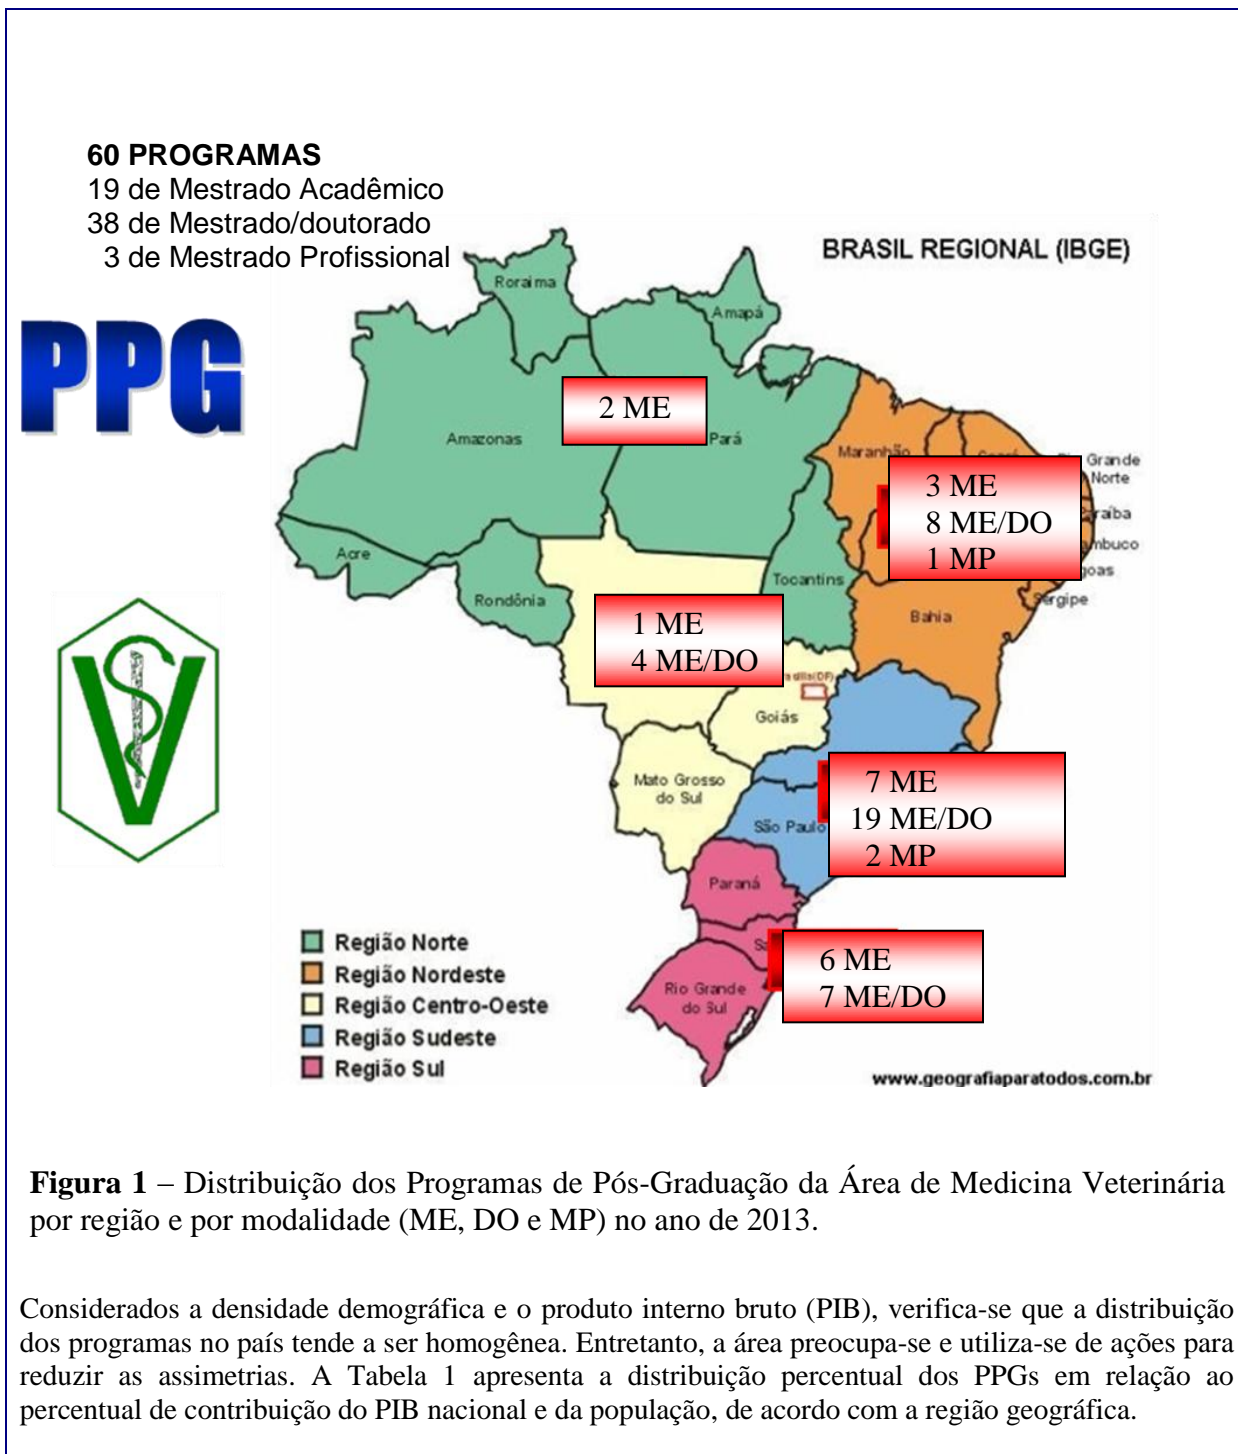 60 PROGRAMAS
19 de Mestrado Acadêmico
38 de Mestrado/doutorado
3 de Mestrado Profissional
BRASIL REGIONAL (IBGE)
PPG
Roraima
Amapá
2 ME
Amazonas
Pará
Maranhão
Grande
Norte
3 ME
8 ME/DO
1 MP
Acre
Rondônia
Tocantins
Sergipe
Bahia
1 ME
4 ME/DO
Goiás
V
Mato Grosso
do Sul
São Paulo
7 ME
19 ME/DO
2 MP
Paraná
Rio Grande
do Sul
6 ME
7 ME/DO
Região Norte
Região Nordeste
Região Centro-Oeste
Região Sudeste
Região Sul
www.geografiaparatodos.com.br
Figura 1 – Distribuição dos Programas de Pós-Graduação da Área de Medicina Veterinária
por região e por modalidade (ME, DO e MP) no ano de 2013.
Considerados a densidade demográfica e o produto interno bruto (PIB), verifica-se que a distribuição
dos programas no país tende a ser homogênea. Entretanto, a área preocupa-se e utiliza-se de ações para
reduzir as assimetrias. A Tabela 1 apresenta a distribuição percentual dos PPGs em relação ao
percentual de contribuição do PIB nacional e da população, de acordo com a região geográfica.